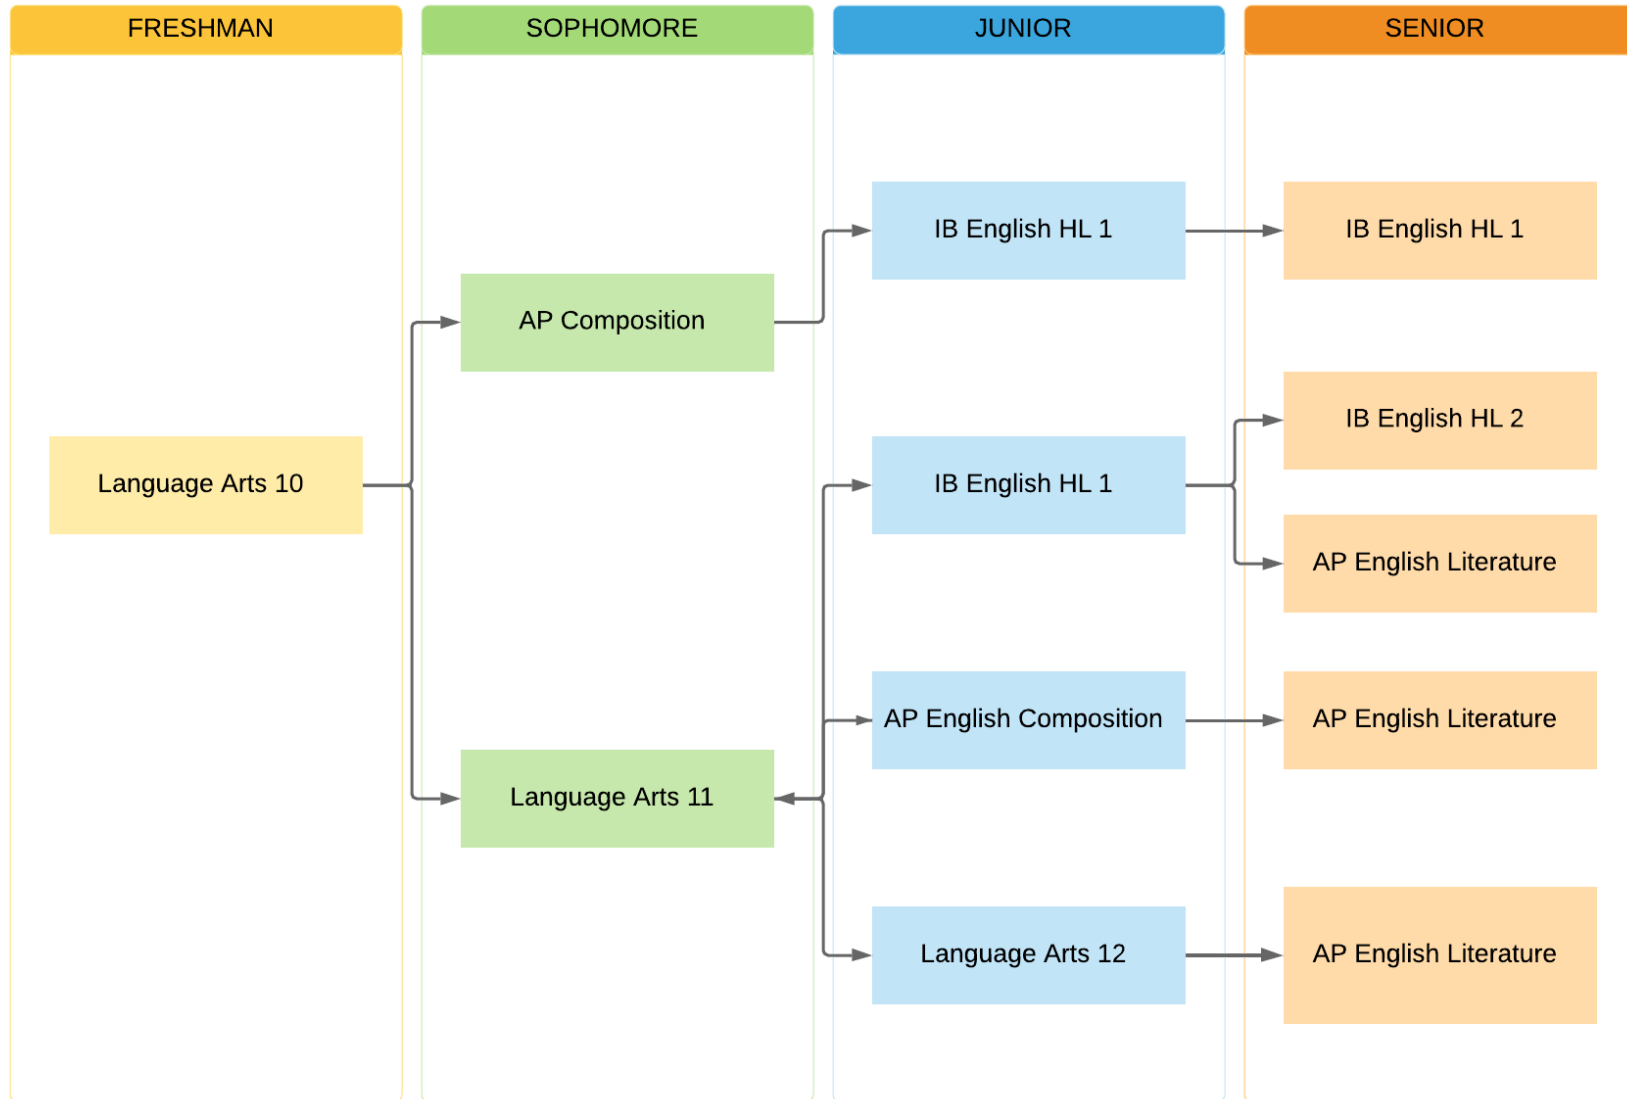 FRESHMAN
SOPHOMORE
JUNIOR
SENIOR
Language Arts 10
AP Composition
Language Arts 11
IB English HL 1
IB English HL 1
AP English Composition
Language Arts 12
IB English HL 1
IB English HL 2
AP English Literature
AP English Literature
AP English Literature